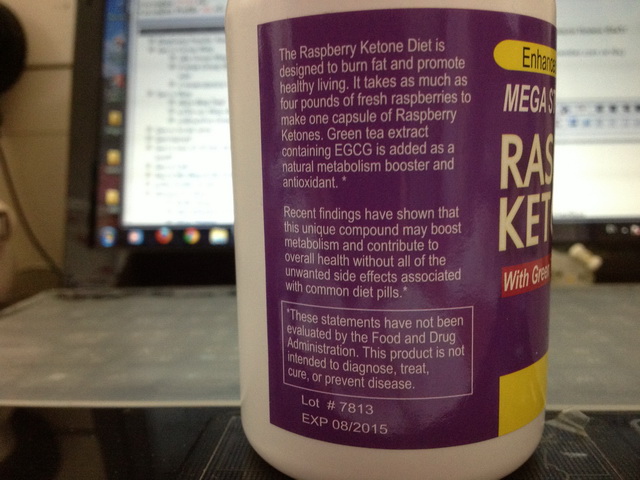 The Raspberry Ketone Diet is
designed to burn fat and promote
healthy living. It takes as much as
four pounds of fresh raspberries to
make one capsule of Raspberry
Ketones. Green tea extract
containing EGCG is added as a
natural metabolism booster and
antioxidant. *
Recent findings have shown that
this unique compound may boost
metabolism and contribute to
overall health without all of the
unwanted side effects associated
with common diet pills.*
*These statements have not been
evaluated by the Food and Drug
Administration. This product is not
intended to diagnose, treat,
cure, or prevent disease.
Lot # 7813
EXP 08/2015
Enhance
MEGA S
RAS
KET
With Green